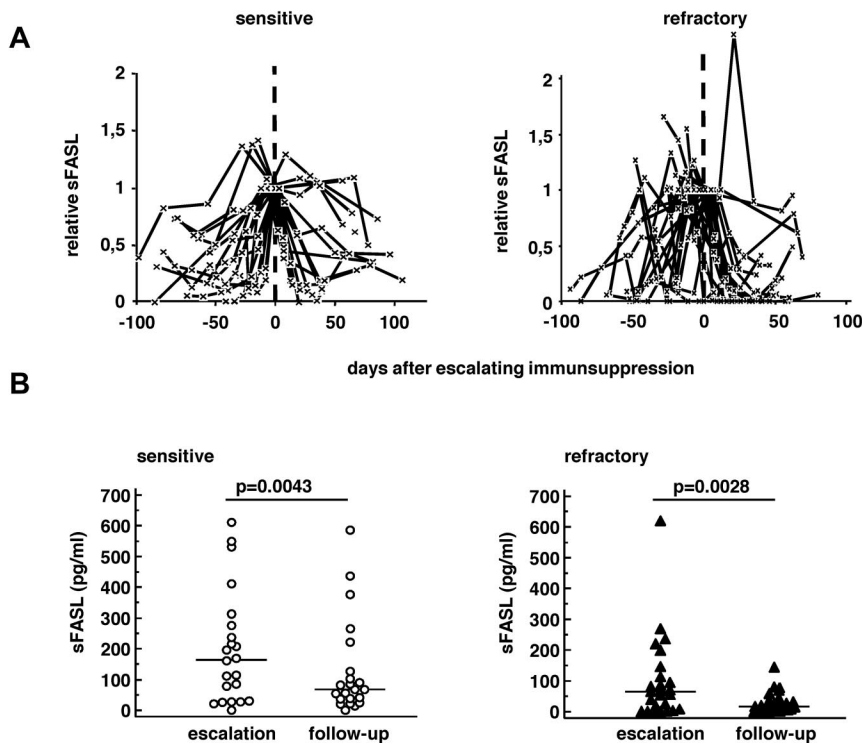 A
sensitive
refractory
relative sFASL
2
1,5
1
0,5
0
-100
-50
0
50
100
relative sFASL
2
1,5
1
0,5
0
-100
-50
0
50
100
days after escalating immunsuppression
B
sensitive
p=0.0043
sFASL (pg/ml)
700
600
500
400
300
200
100
0
escalation follow-up
refractory
p=0.0028
sFASL (pg/ml)
700
600
500
400
300
200
100
0
escalation follow-up